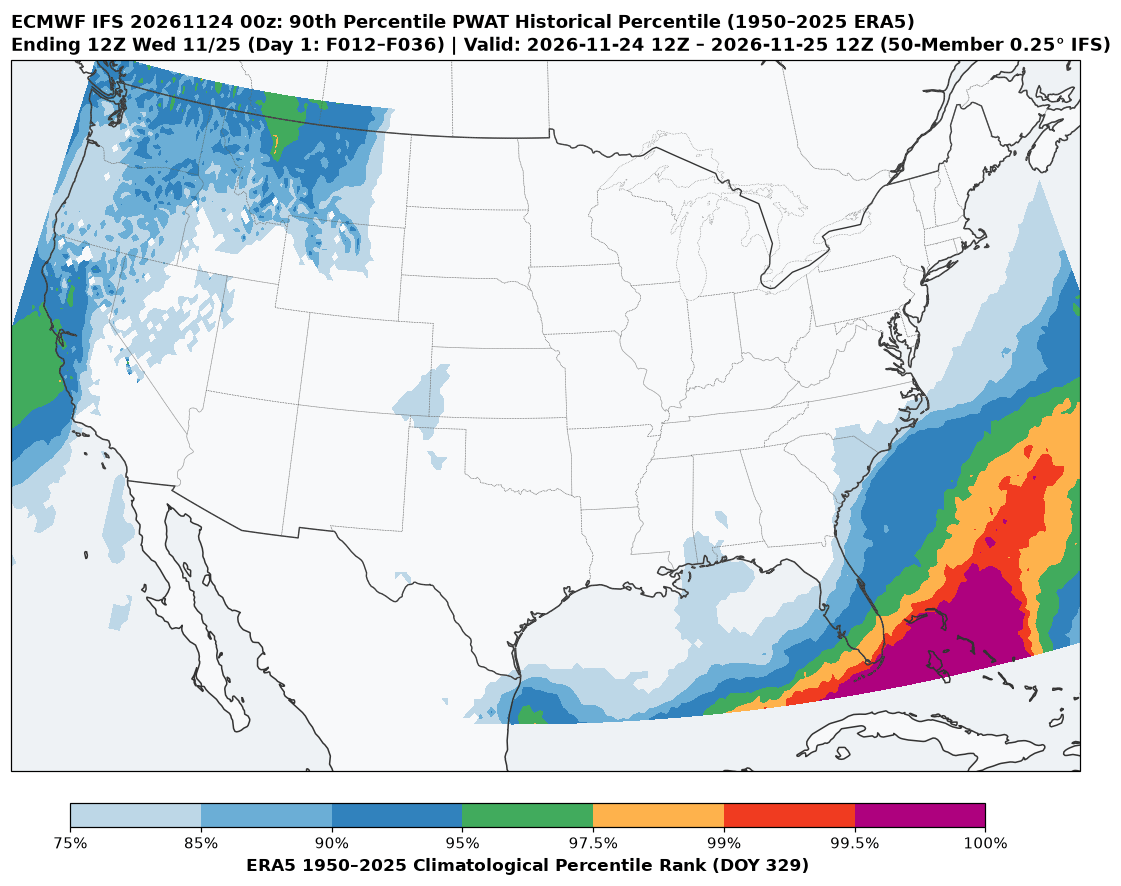 ECMWF IFS 20261124 00z: 90th Percentile PWAT Historical Percentile (1950–2025 ERA5)
Ending 12Z Wed 11/25 (Day 1: F012–F036) | Valid: 2026-11-24 12Z – 2026-11-25 12Z (50-Member 0.25° IFS)
75% 85% 90% 95% 97.5% 99% 99.5% 100%
ERA5 1950–2025 Climatological Percentile Rank (DOY 329)